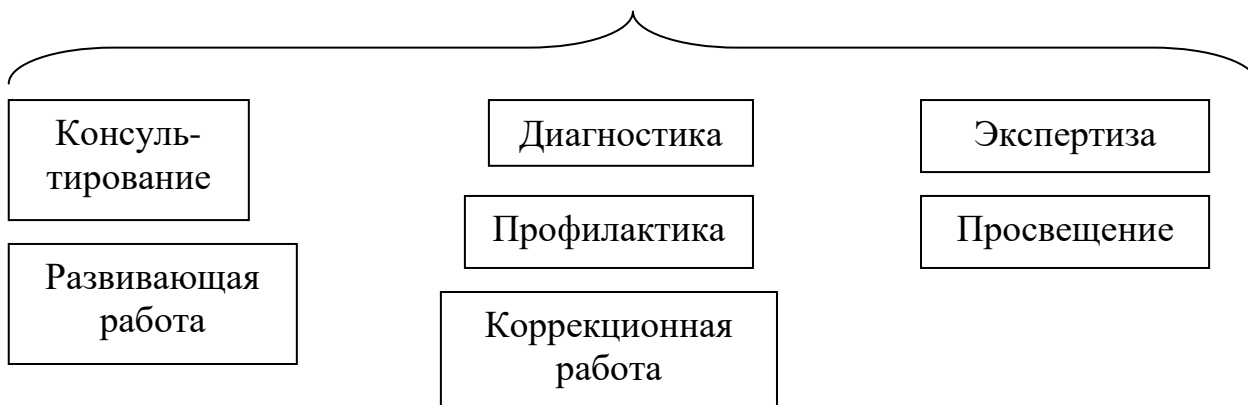 Консуль-
тирование
Диагностика
Экспертиза
Профилактика
Просвещение
Развивающая
работа
Коррекционная
работа